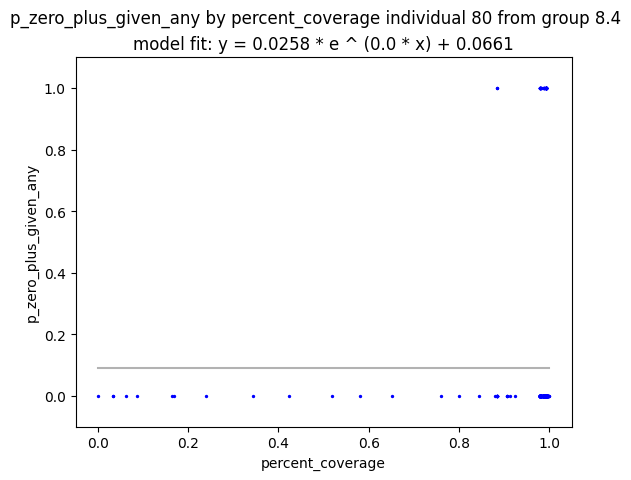 p_zero_plus_given_any by percent_coverage individual 80 from group 8.4
model fit: y = 0.0258 * e ^ (0.0 * x) + 0.0661
1.0
0.8
0.6
0.4
0.2
0.0
p_zero_plus_given_any
0.0 0.2 0.4 0.6 0.8 1.0
percent_coverage